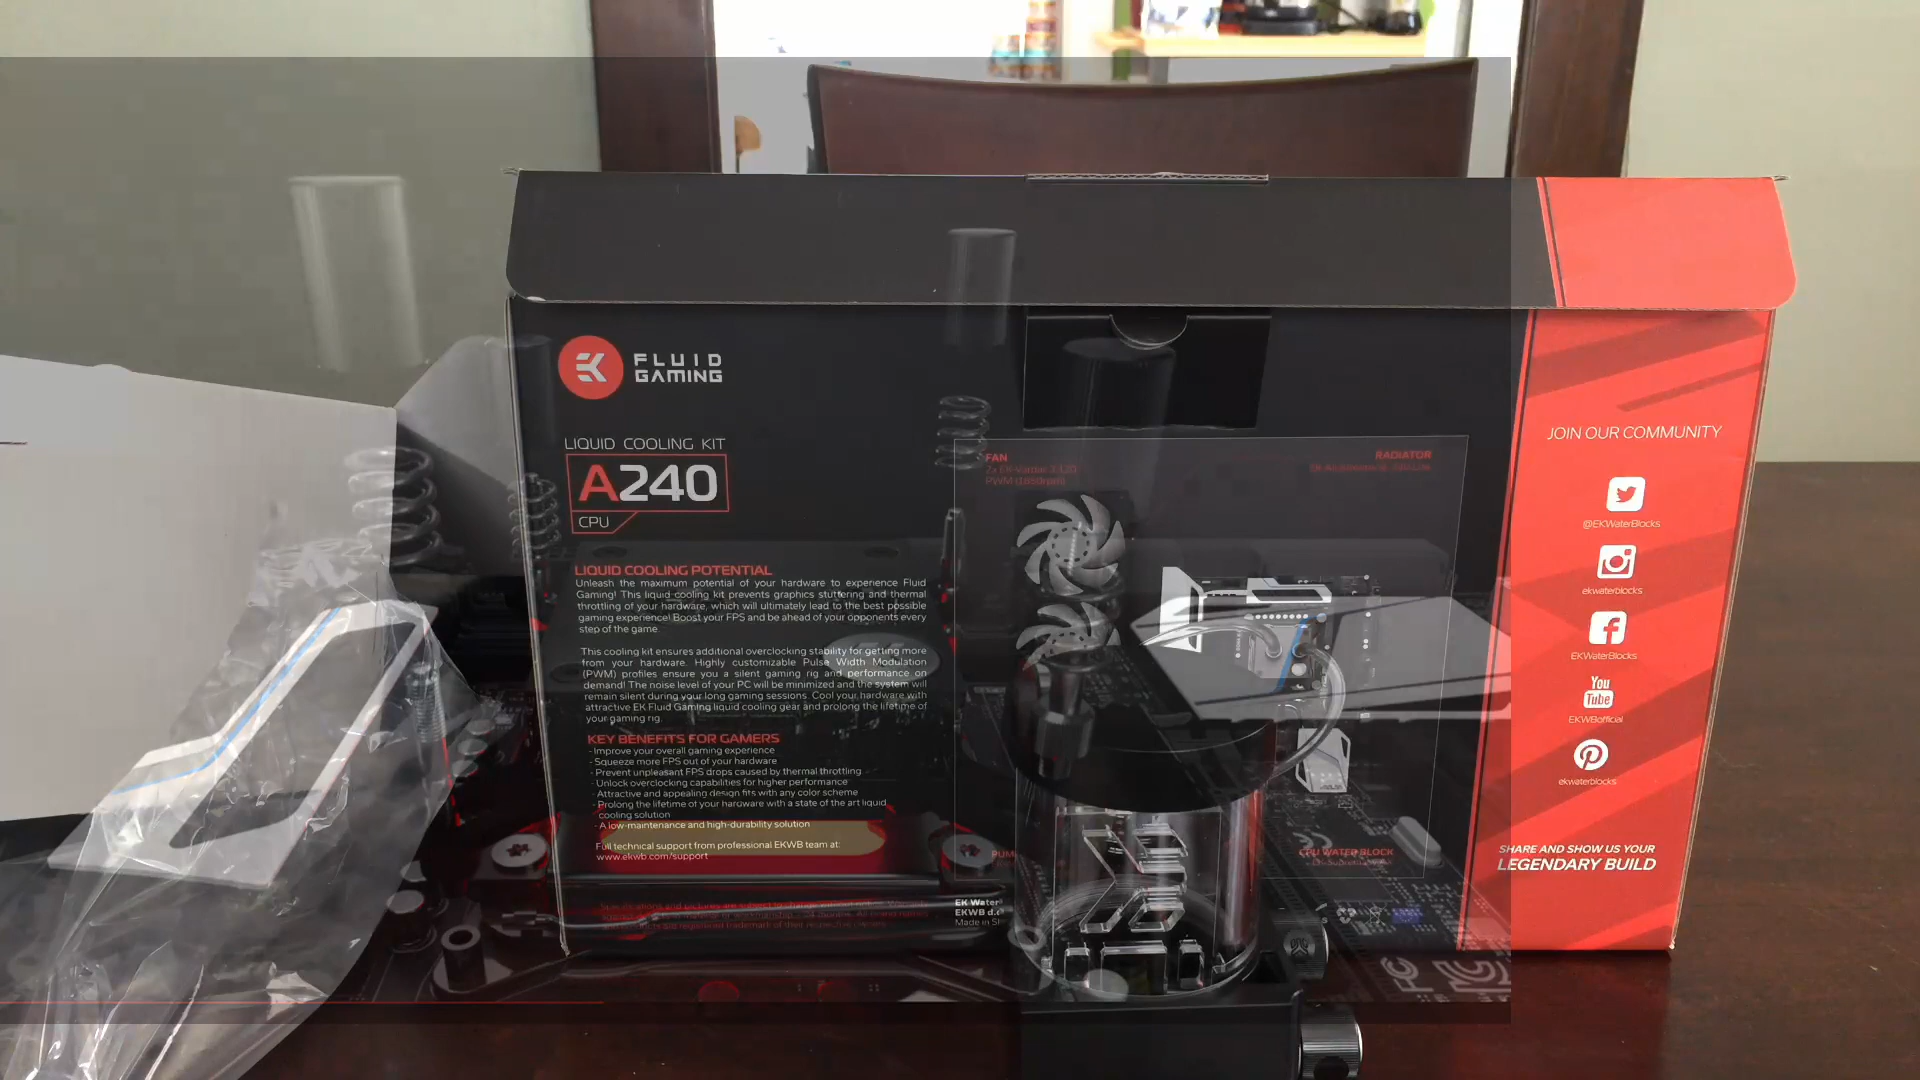 FLUID
GAMING
LIQUID COOLING KIT
A240
CPU
LIQUID COOLING POTENTIAL
Unleash the maximum potential of your hardware to experience Fluid
Gaming! This liquid cooling kit prevents graphics stuttering and thermal
throttling of your hardware, which will ultimately lead to the best possible
gaming experience! Boost your FPS and be ahead of your opponents every
step of the game.
This cooling kit ensures additional overclocking stability for getting more
from your hardware. Highly customizable Pulse Width Modulation
(PWM) profiles ensure you a silent gaming rig and performance on
demand! The noise level of your PC will be minimized and the system will
remain silent during your long gaming sessions. Cool your hardware with
attractive EK Fluid Gaming liquid cooling gear and prolong the lifetime of
your gaming rig.
KEY BENEFITS FOR GAMERS
- Improve your overall gaming experience
- Squeeze more FPS out of your hardware
- Prevent unpleasant FPS drops caused by thermal throttling
- Unlock overclocking capabilities for higher performance
- Attractive and appealing design fits with any color scheme
- Prolong the lifetime of your hardware with a state of the art liquid
cooling solution
- A low-maintenance and high-durability solution
Full technical support from professional EKWB team at:
www.ekwb.com/support
FAN
2x EK-Vardar
PWM
RADIATOR
CPU WATER BLOCK
EK Water
EKWB d.
Made in
JOIN OUR COMMUNITY
@EKWaterBlocks
ekwaterblocks
EKWaterBlocks
You
Tube
EKWBofficial
ekwaterblocks
SHARE AND SHOW US YOUR
LEGENDARY BUILD